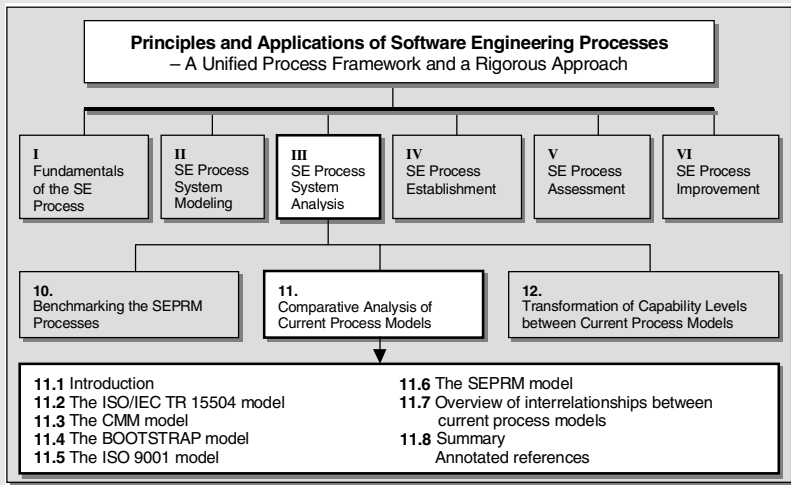 Principles and Applications of Software Engineering Processes
– A Unified Process Framework and a Rigorous Approach
I
Fundamentals
of the SE
Process
II
SE Process
System
Modeling
III
SE Process
System
Analysis
IV
SE Process
Establishment
V
SE Process
Assessment
VI
SE Process
Improvement
10.
Benchmarking the SEPRM
Processes
11.
Comparative Analysis of
Current Process Models
12.
Transformation of Capability Levels
between Current Process Models
11.1 Introduction
11.2 The ISO/IEC TR 15504 model
11.3 The CMM model
11.4 The BOOTSTRAP model
11.5 The ISO 9001 model
11.6 The SEPRM model
11.7 Overview of interrelationships between
current process models
11.8 Summary
Annotated references